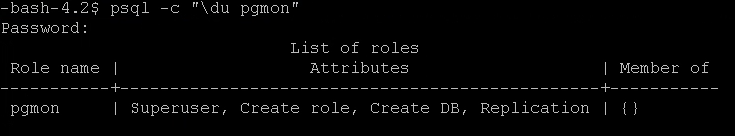 -bash-4.2$ psql -c "\du pgmon"
Password:
                             List of roles
 Role name |                   Attributes                   | Member of
-----------+------------------------------------------------+-----------
 pgmon     | Superuser, Create role, Create DB, Replication | {}